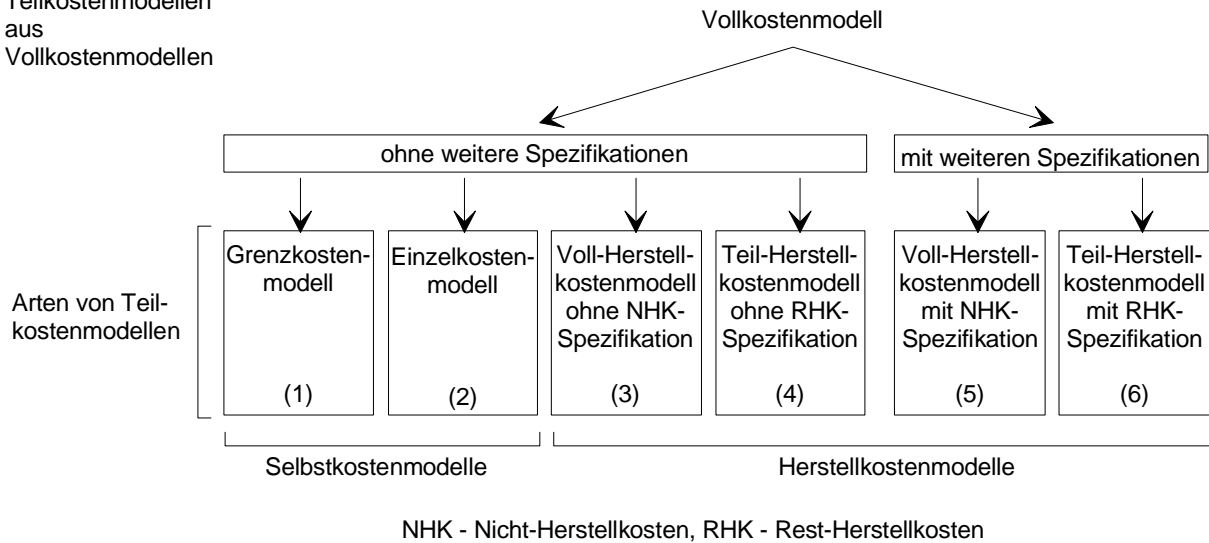 Teilkostenmodellen
aus
Vollkostenmodellen
Vollkostenmodell
ohne weitere Spezifikationen
mit weiteren Spezifikationen
Arten von Teil-
kostenmodellen
Grenzkosten-
modell
(1)
Einzelkosten-
modell
(2)
Voll-Herstell-
kostenmodell
ohne NHK-
Spezifikation
(3)
Teil-Herstell-
kostenmodell
ohne RHK-
Spezifikation
(4)
Voll-Herstell-
kostenmodell
mit NHK-
Spezifikation
(5)
Teil-Herstell-
kostenmodell
mit RHK-
Spezifikation
(6)
Selbstkostenmodelle
Herstellkostenmodelle
NHK - Nicht-Herstellkosten, RHK - Rest-Herstellkosten